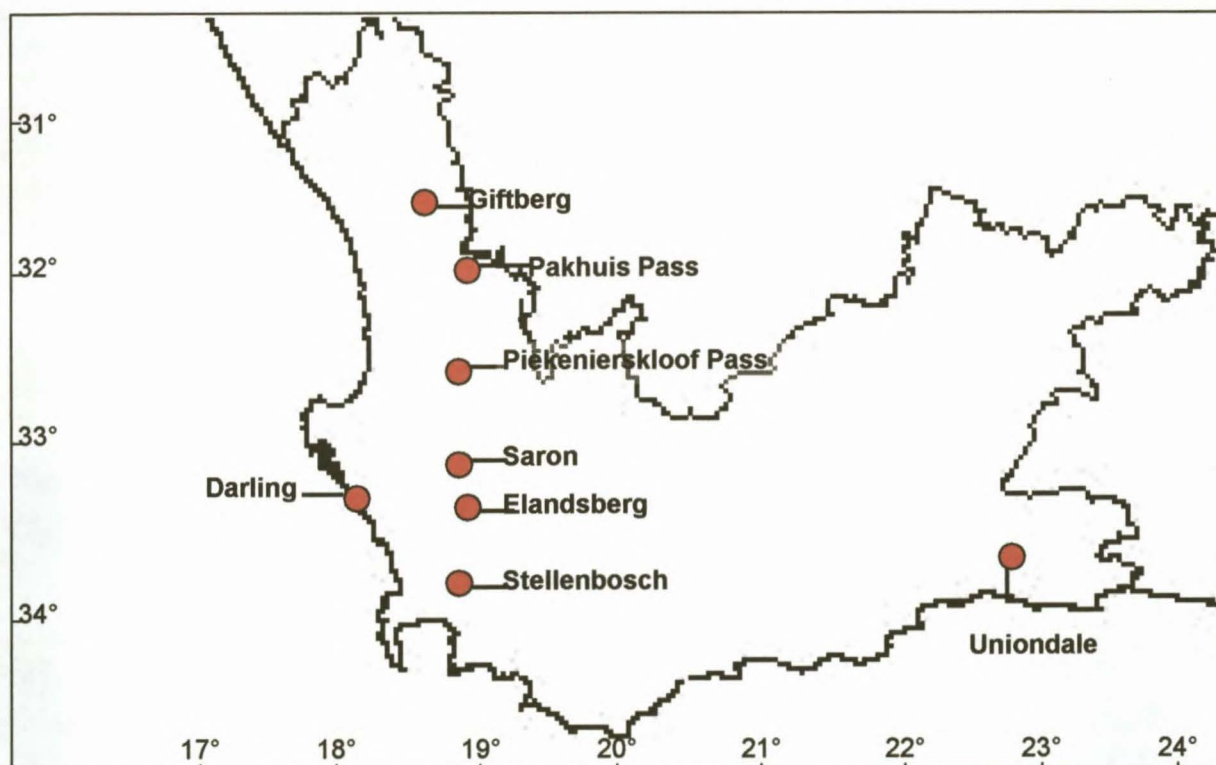 31°
Giftberg
32°
Pakhuis Pass
Piekenierskloof Pass
33°
Saron
Darling
Elandsberg
Stellenbosch
34°
Uniondale
17°
18°
19°
20°
21°
22°
23°
24°